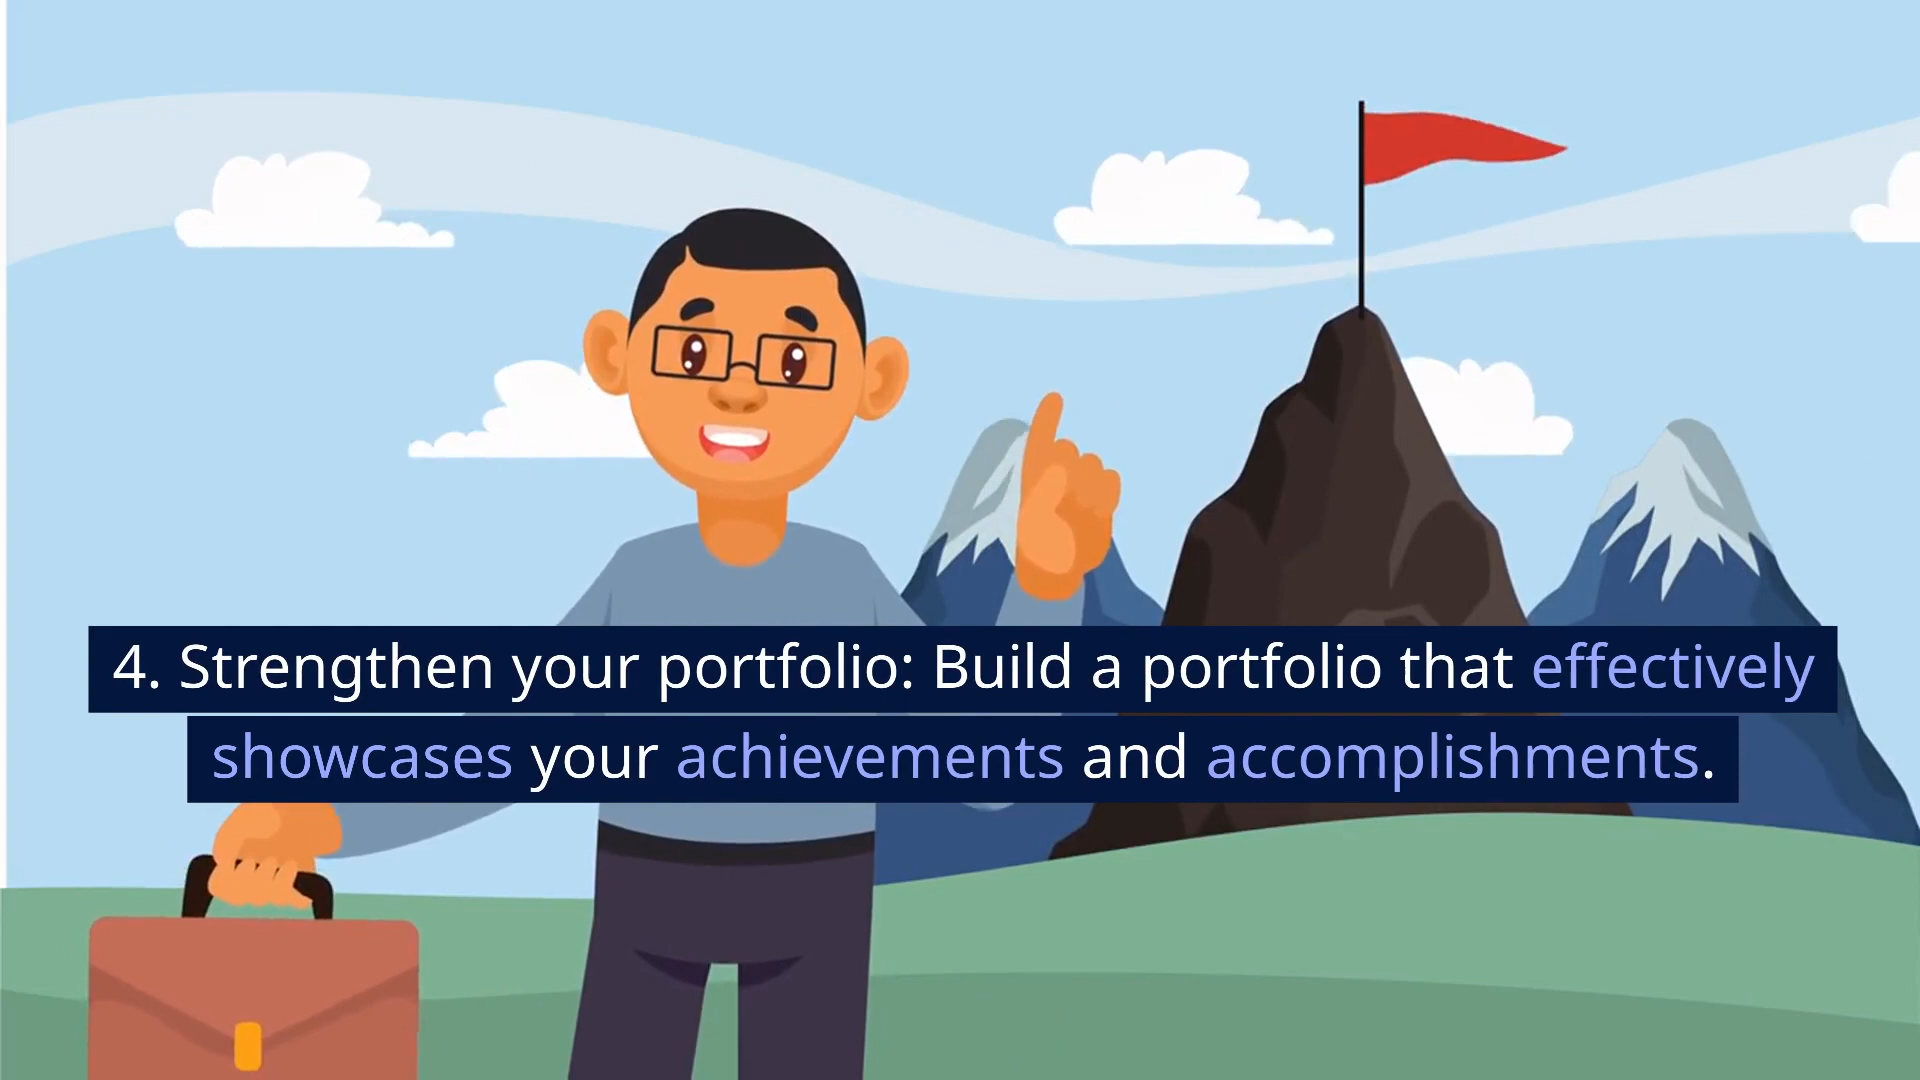 4. Strengthen your portfolio: Build a portfolio that effectively
showcases your achievements and accomplishments.